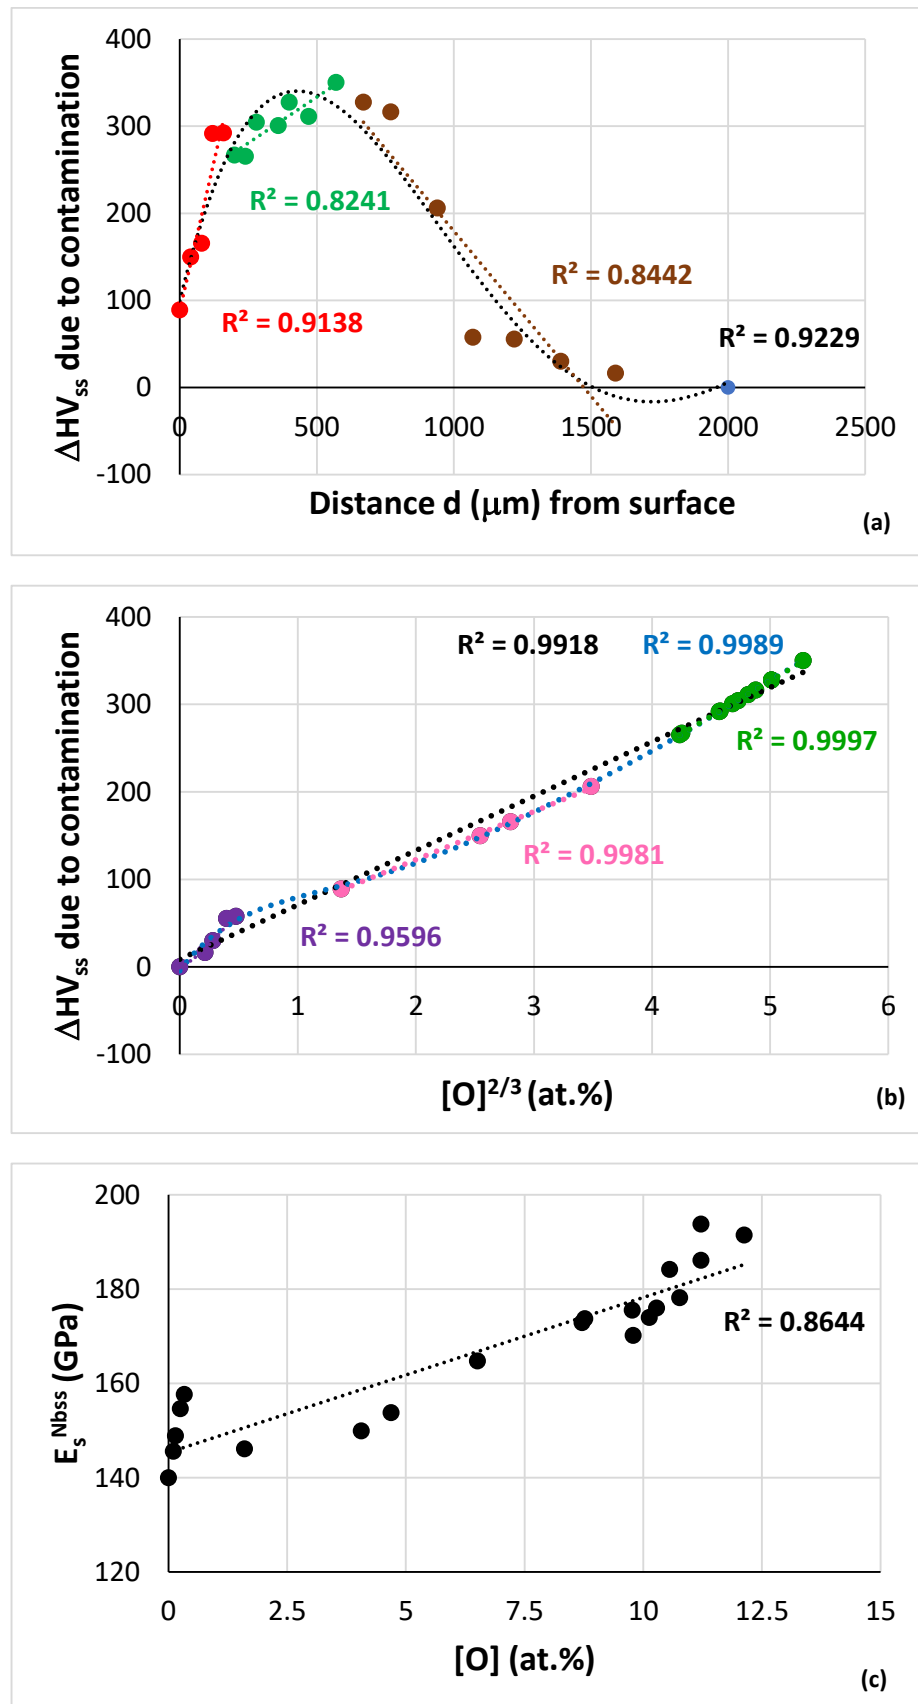 400
300
200
100
0
-100
0
500
1000
1500
2000
2500
ΔHVss due to contamination
R² = 0.8241
R² = 0.9138
R² = 0.8442
R² = 0.9229
Distance d (μm) from surface
(a)
400
300
200
100
0
-100
0
1
2
3
4
5
6
ΔHVss due to contamination
R² = 0.9918
R² = 0.9989
R² = 0.9997
R² = 0.9981
R² = 0.9596
[O]2/3 (at.%)
(b)
200
180
160
140
120
0
2.5
5
7.5
10
12.5
15
EsNbss (GPa)
R² = 0.8644
[O] (at.%)
(c)